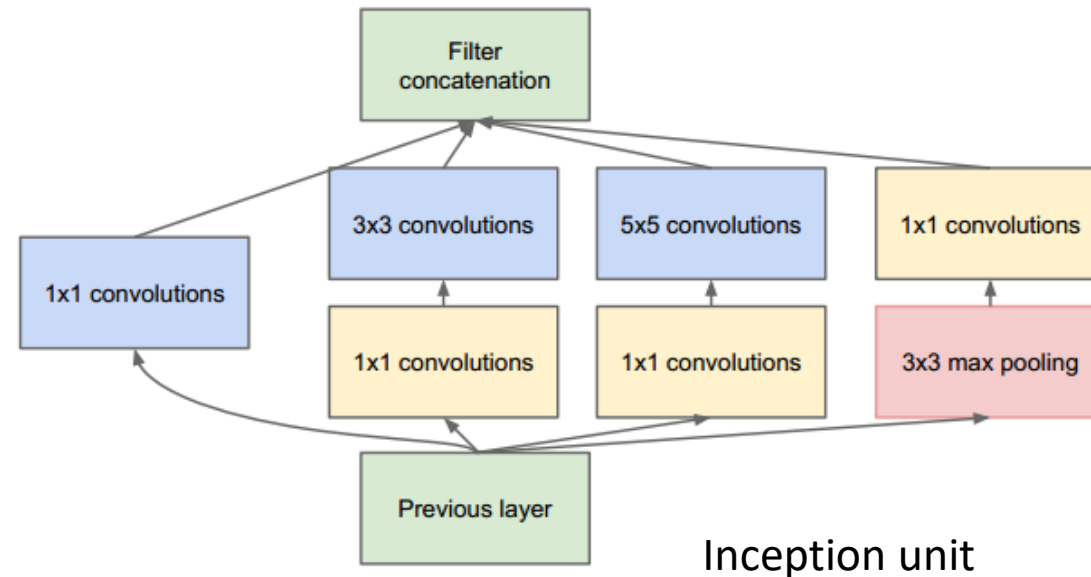 Filter
concatenation
3x3 convolutions
5x5 convolutions
1x1 convolutions
1x1 convolutions
1x1 convolutions
1x1 convolutions
3x3 max pooling
Previous layer
Inception unit